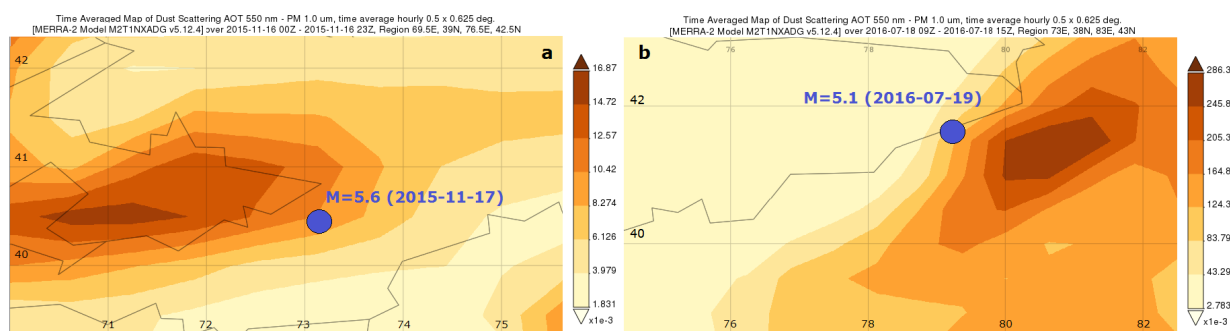 Time Averaged Map of Dust Scattering AOT 550 nm - PM 1.0 um, time average hourly 0.5 x 0.625 deg.
[MERRA-2 Model M2T1NXADG v5.12.4] over 2015-11-16 00Z - 2015-11-16 23Z, Region 69.5E, 39N, 76.5E, 42.5N
a
42
41
40
71 72 73 74 75
M=5.6 (2015-11-17)
16.87
14.72
12.57
10.42
8.274
6.126
3.979
1.831
x1e-3
Time Averaged Map of Dust Scattering AOT 550 nm - PM 1.0 um, time average hourly 0.5 x 0.625 deg.
[MERRA-2 Model M2T1NXADG v5.12.4] over 2016-07-18 09Z - 2016-07-18 15Z, Region 73E, 38N, 83E, 43N
b
76 78 80 82
42
40
M=5.1 (2016-07-19)
76 78 80 82
286.3
245.8
205.3
164.8
124.3
83.79
43.29
2.783
x1e-3